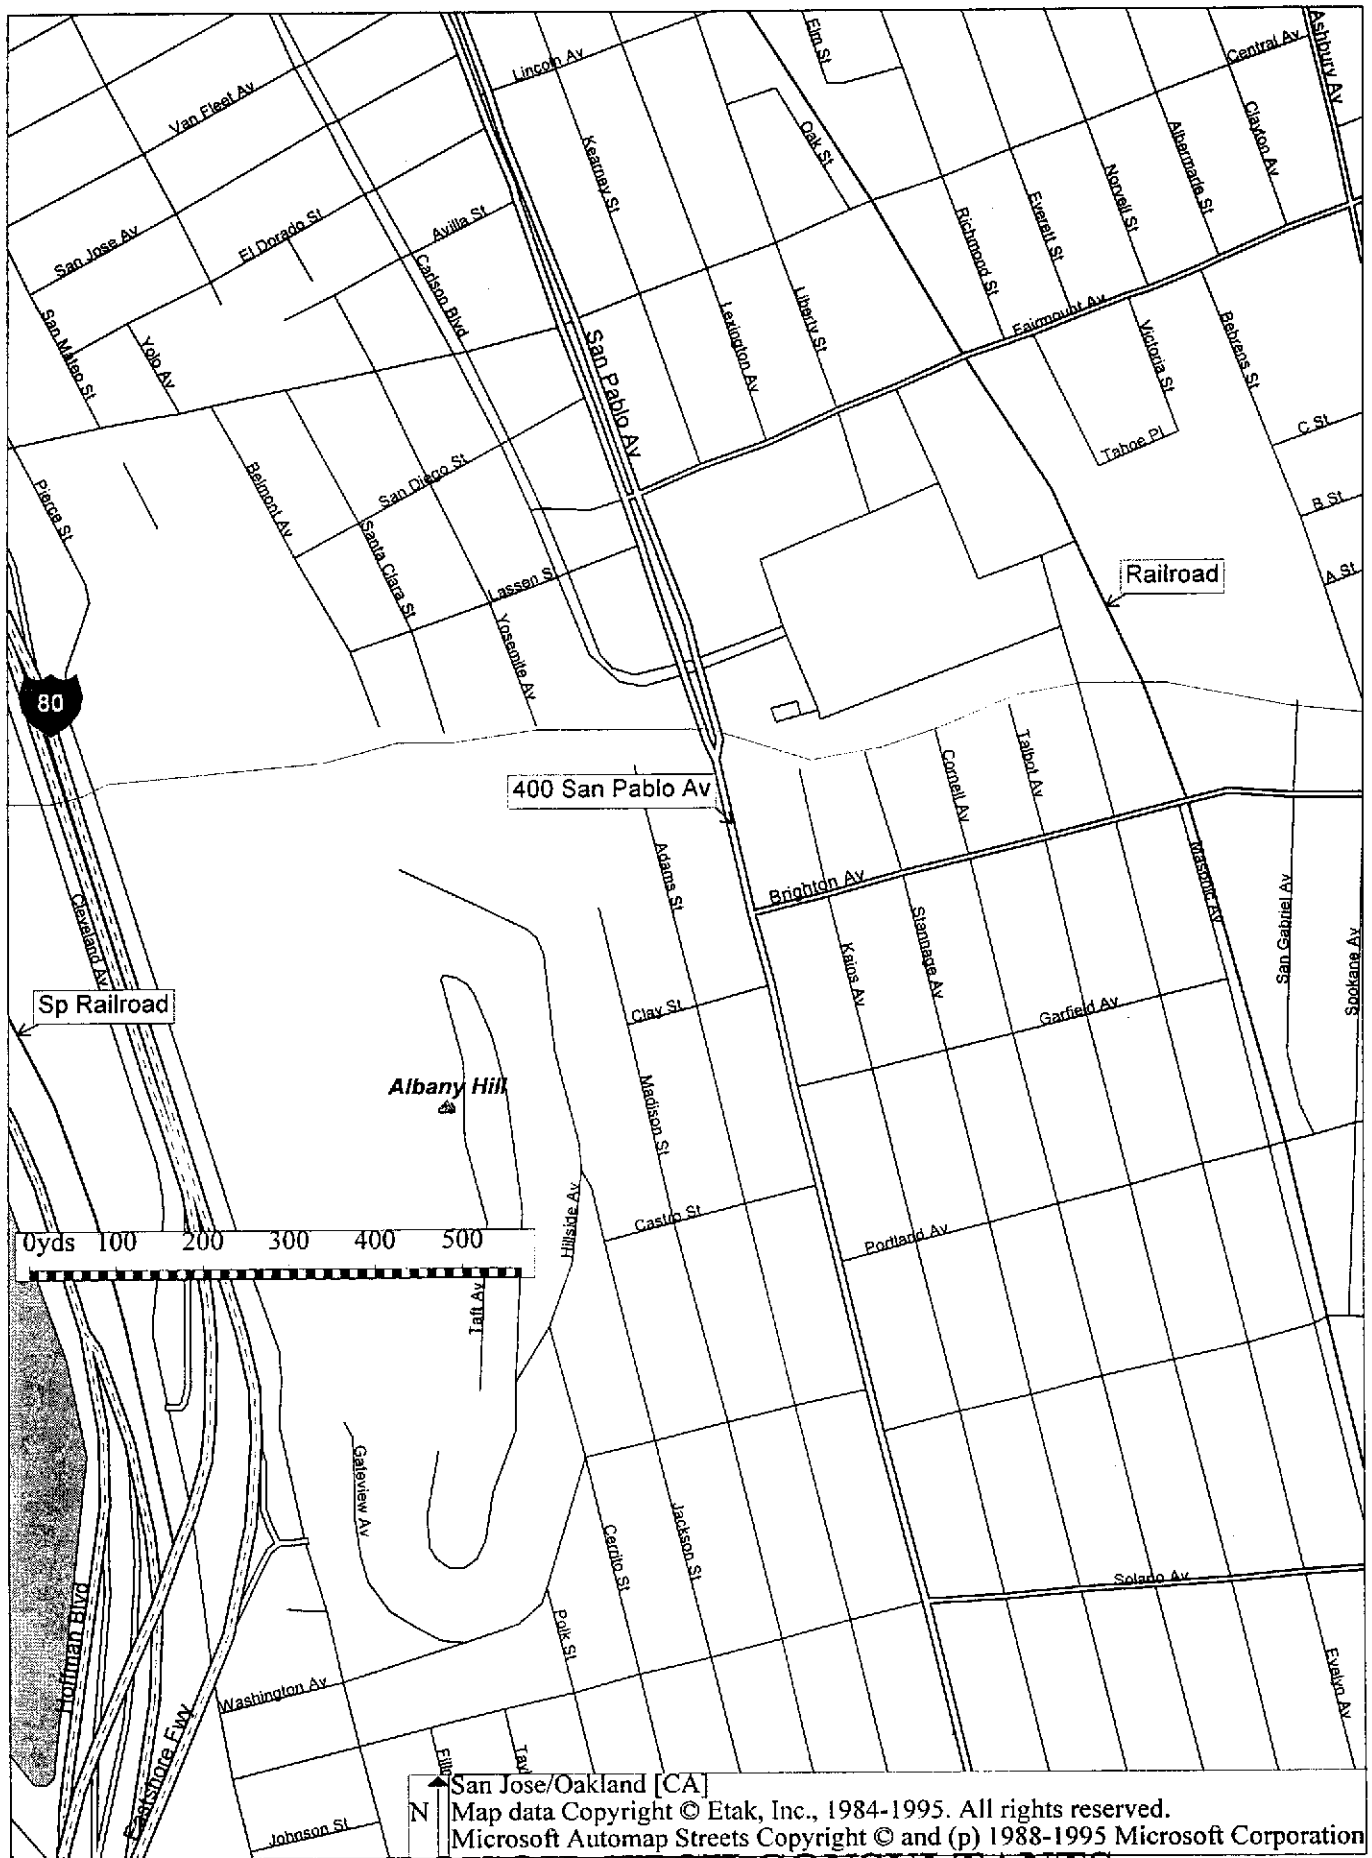 Elm St
Ashbury Av
Central Av
Lincoln Av
Van Fleet Av
Kearney St
Oak St
Albermarle St
Clayton Av
Norvell St
Everett St
Richmond St
San Jose Av
El Dorado St
Avilla St
Carlson Blvd
Lexington Av
Liberty St
Fairmount Av
San Mateo St
Yolo Av
San Pablo Av
Victoria St
Behrens St
C St
Tahoe Pl
Pierce St
Belmont Av
San Diego St
Santa Clara St
B St
Lassen S
Railroad
A St
Yosemite Av
80
400 San Pablo Av
Cornell Av
Talbot Av
Adams St
Brighton Av
Masonic Av
Cleveland Av
Kains Av
Stannage Av
San Gabriel Av
Spokane Av
Sp Railroad
Clay St
Garfield Av
Albany Hill
Madison St
Hillside Av
Castro St
Portland Av
0yds 100 200 300 400 500
Taft Av
Gateview Av
Cerrito St
Jackson St
Solano Av
Hoffman Blvd
Polk St
Washington Av
Evelyn Av
Eastshore Fwy
Johnson St
San Jose/Oakland [CA]
N
Map data Copyright © Etak, Inc., 1984-1995. All rights reserved.
Microsoft Automap Streets Copyright © and (p) 1988-1995 Microsoft Corporation